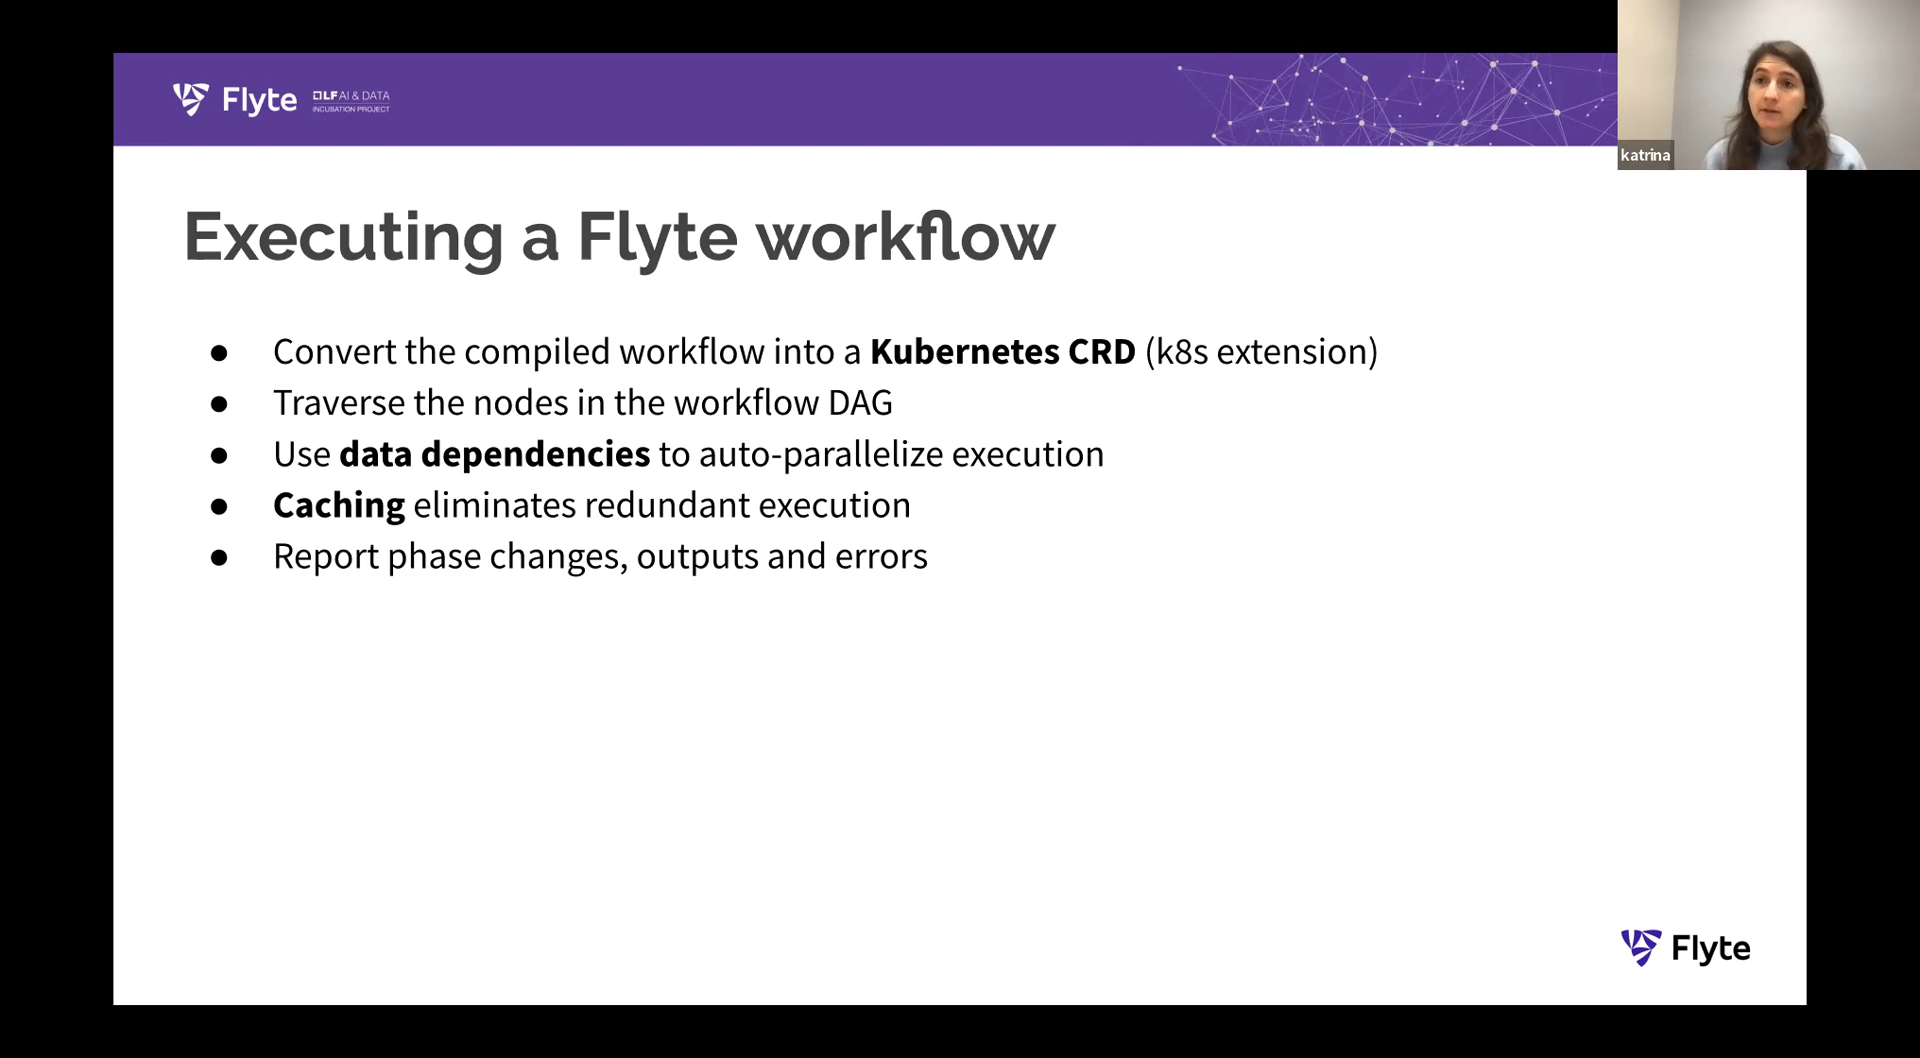 Flyte
LF AI & DATA
INCUBATION PROJECT
katrina
Executing a Flyte workflow
● Convert the compiled workflow into a Kubernetes CRD (k8s extension)
● Traverse the nodes in the workflow DAG
● Use data dependencies to auto-parallelize execution
● Caching eliminates redundant execution
● Report phase changes, outputs and errors
Flyte